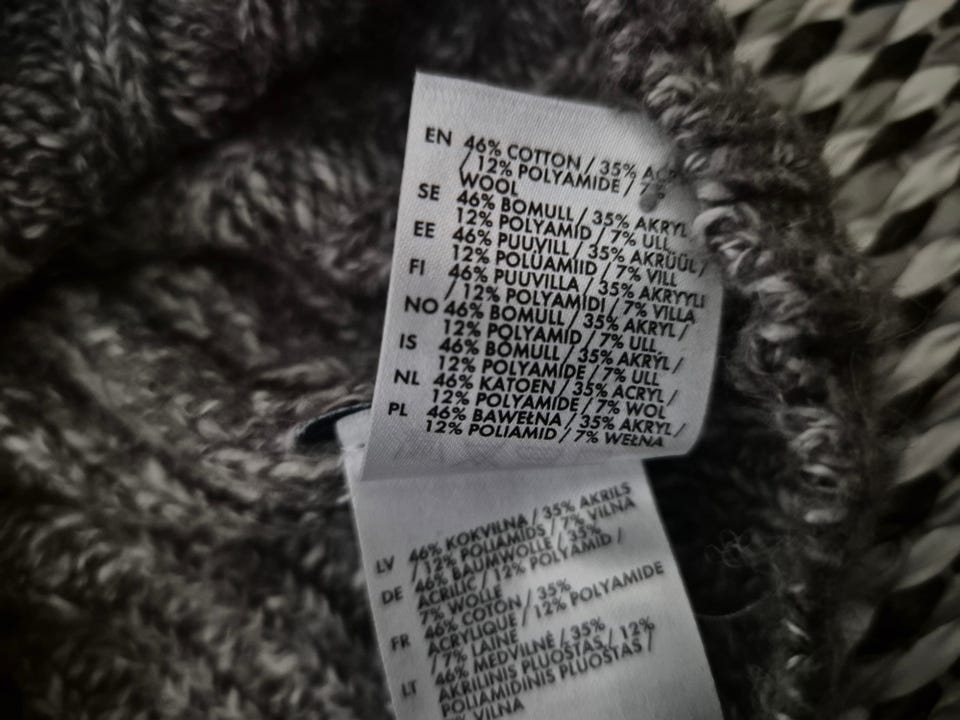 EN 46% COTTON / 35%
/ 12% POLYAMIDE / 7%
WOOL
SE 46% BOMULL / 35% AKRYL
12% POLYAMID / 7% ULL
EE 46% PUUVILL / 35% AKRÜÜL /
12% POLÜAMIID / 7% VILL
FI 46% PUUVILLA / 35% AKRYYLI
/ 12% POLYAMIDI / 7% VILLA
NO 46% BOMULL / 35% AKRYL /
12% POLYAMID / 7% ULL
IS 46% BÓMULL / 35% AKRÝL /
12% POLYAMIDE / 7% ULL
NL 46% KATOEN / 35% ACRYL /
12% POLYAMIDE / 7% WOL
PL 46% BAWEŁNA / 35% AKRYL /
12% POLIAMID / 7% WEŁNA
LV 46% KOKVILNA / 35% AKRILS
/ 12% POLIAMĪDS / 7% VILNA
DE 46% BAUMWOLLE / 35%
ACRILIC / 12% POLYAMID /
7% WOLLE
FR 46% COTON / 35%
ACRYLIQUE / 12% POLYAMIDE
/ 7% LAINE
LT 46% MEDVILNĖ / 35%
AKRILINIS PLUOŠTAS / 12%
POLIAMIDINIS PLUOŠTAS /
VILNA